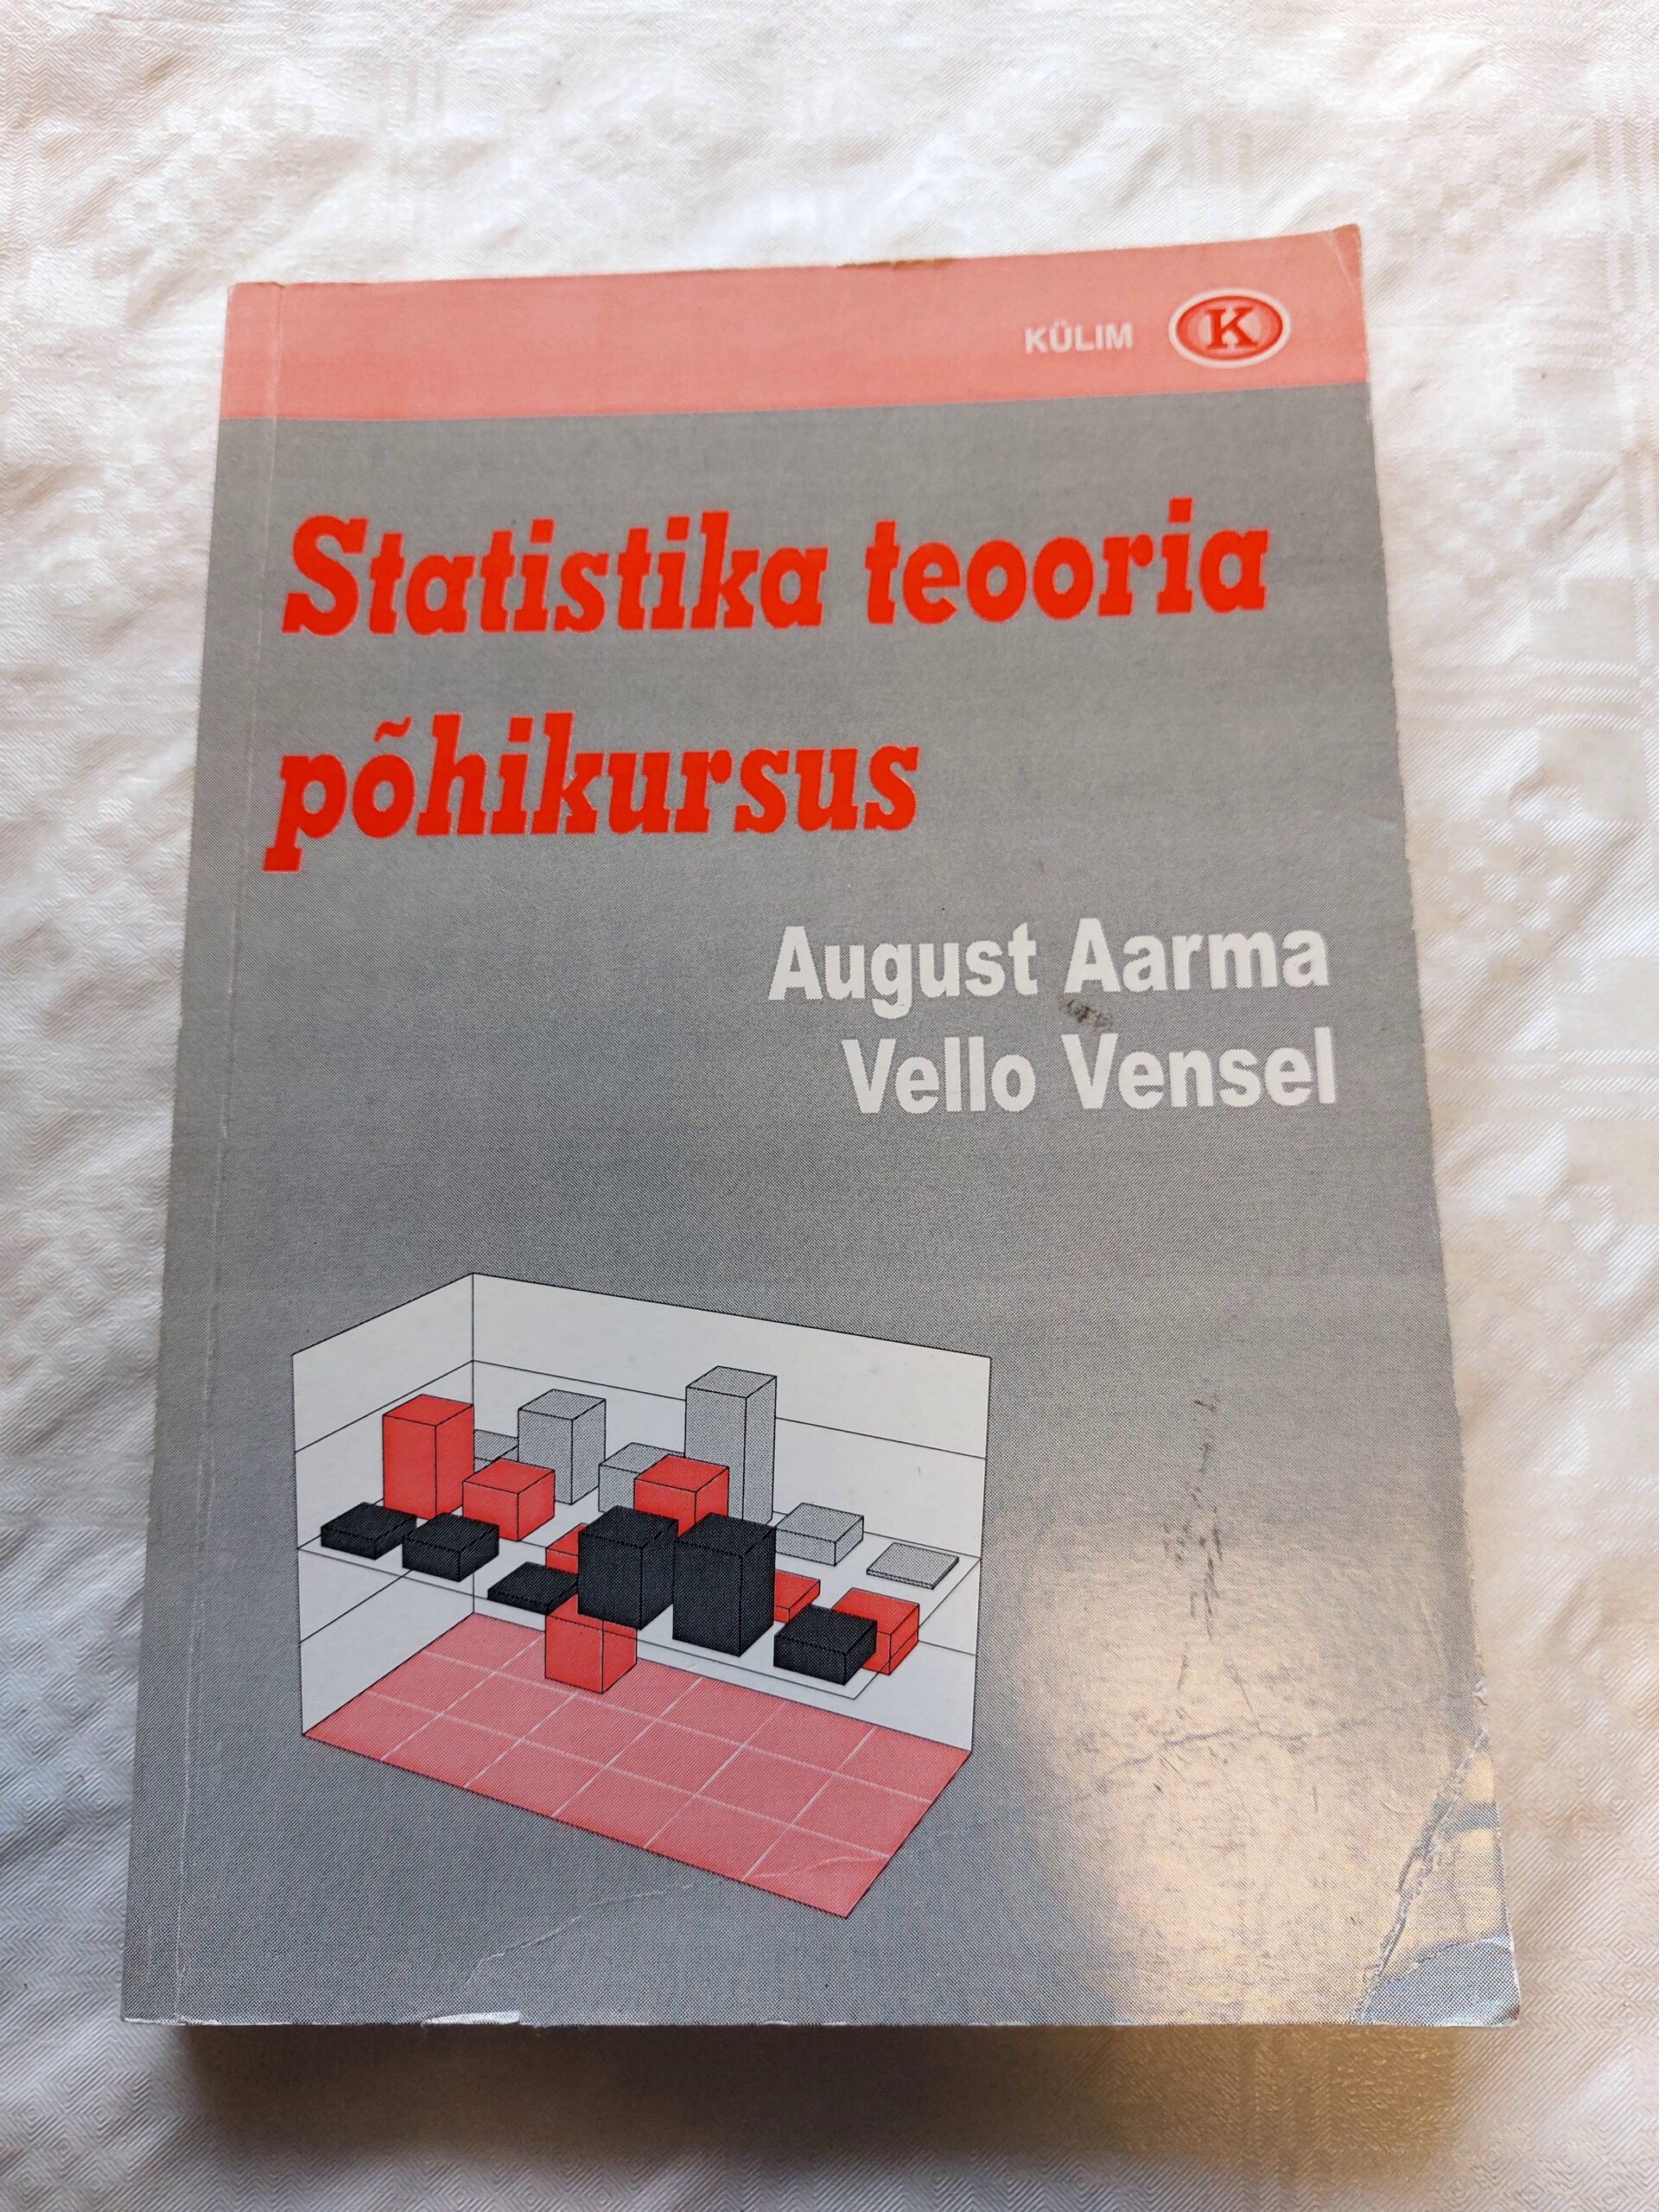 KÜLIM K
Statistika teooria
põhikursus
August Aarma
Vello Vensel